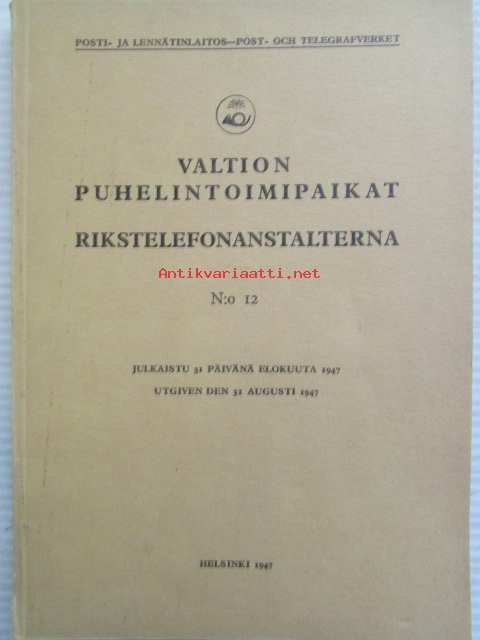 POSTI- JA LENNÄTINLAITOS—POST- OCH TELEGRAFVERKET
VALTION
PUHELINTOIMIPAIKAT
RIKSTELEFONANSTALTERNA
Antikvariaatti.net
N:o 12
JULKAISTU 31 PÄIVÄNÄ ELOKUUTA 1947
UTGIVEN DEN 31 AUGUSTI 1947
HELSINKI 1947